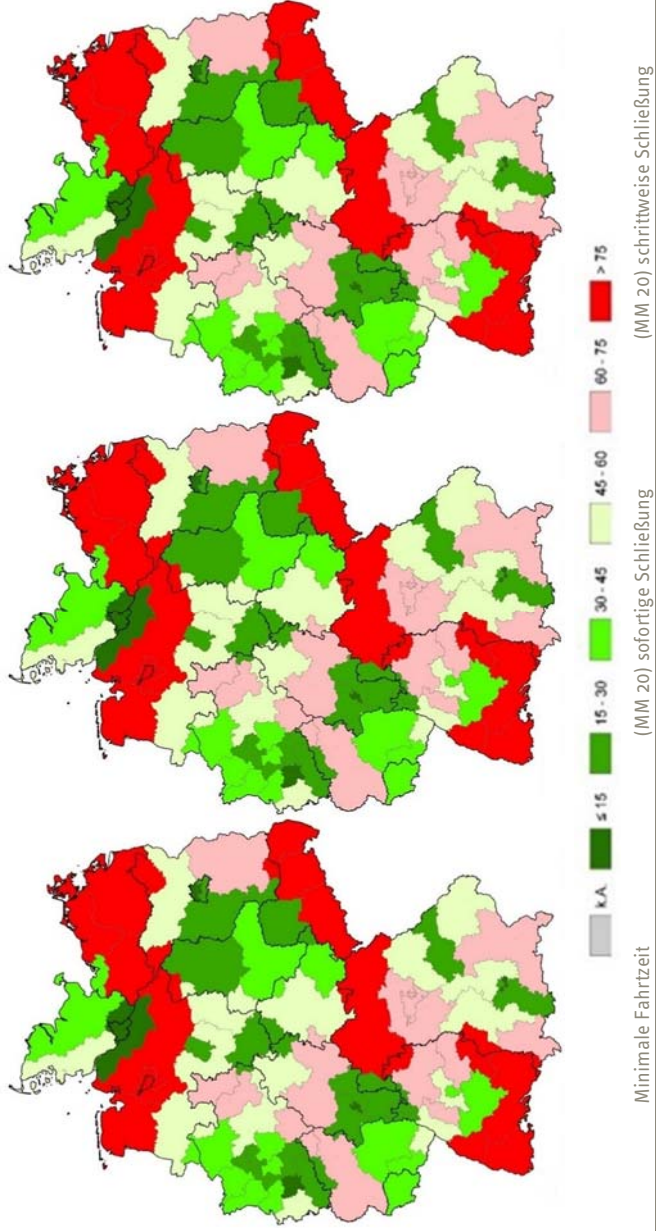 Minimale Fahrtzeit
(MM 20) sofortige Schließung
(MM 20) schrittweise Schließung
k.A.
≤ 15
15 - 30
30 - 45
45 - 60
60 - 75
> 75